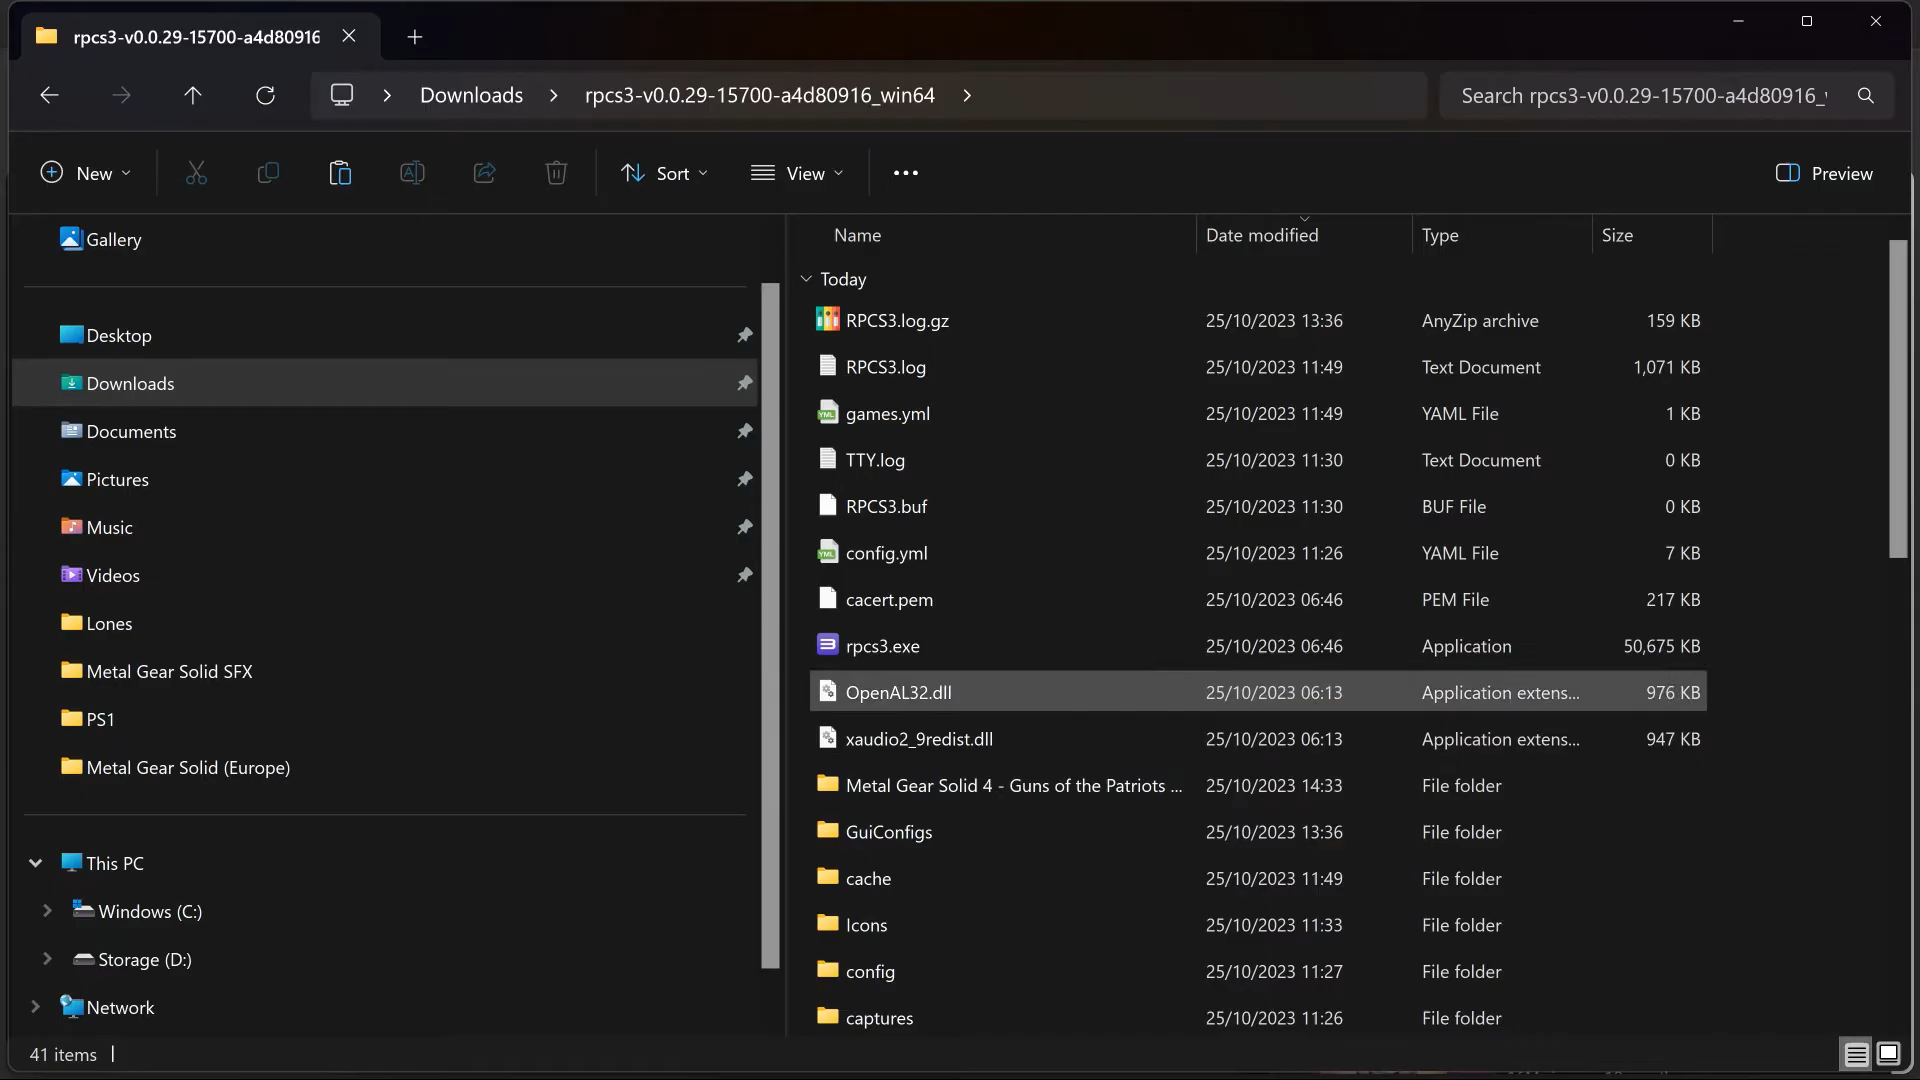 rpcs3-v0.0.29-15700-a4d80916
Downloads rpcs3-v0.0.29-15700-a4d80916_win64 Search rpcs3-v0.0.29-15700-a4d80916_
New Sort View Preview
Gallery
Desktop
Downloads
Documents
Pictures
Music
Videos
Lones
Metal Gear Solid SFX
PS1
Metal Gear Solid (Europe)
This PC
Windows (C:)
Storage (D:)
Network
Name Date modified Type Size
Today
RPCS3.log.gz 25/10/2023 13:36 AnyZip archive 159 KB
RPCS3.log 25/10/2023 11:49 Text Document 1,071 KB
games.yml 25/10/2023 11:49 YAML File 1 KB
TTY.log 25/10/2023 11:30 Text Document 0 KB
RPCS3.buf 25/10/2023 11:30 BUF File 0 KB
config.yml 25/10/2023 11:26 YAML File 7 KB
cacert.pem 25/10/2023 06:46 PEM File 217 KB
rpcs3.exe 25/10/2023 06:46 Application 50,675 KB
OpenAL32.dll 25/10/2023 06:13 Application extens... 976 KB
xaudio2_9redist.dll 25/10/2023 06:13 Application extens... 947 KB
Metal Gear Solid 4 - Guns of the Patriots ... 25/10/2023 14:33 File folder
GuiConfigs 25/10/2023 13:36 File folder
cache 25/10/2023 11:49 File folder
Icons 25/10/2023 11:33 File folder
config 25/10/2023 11:27 File folder
captures 25/10/2023 11:26 File folder
41 items